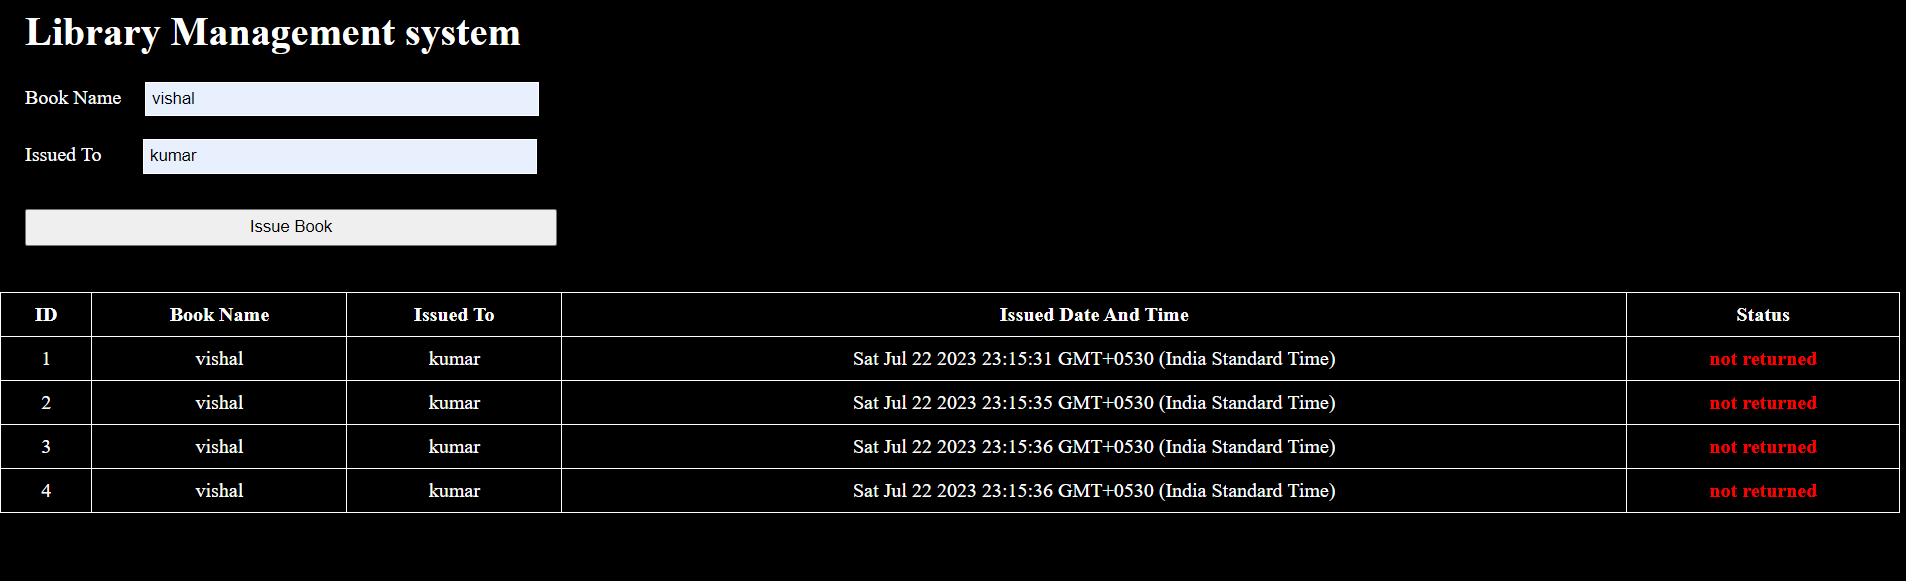 Library Management system
Book Name vishal
Issued To kumar
Issue Book
ID Book Name Issued To Issued Date And Time Status
1 vishal kumar Sat Jul 22 2023 23:15:31 GMT+0530 (India Standard Time) not returned
2 vishal kumar Sat Jul 22 2023 23:15:35 GMT+0530 (India Standard Time) not returned
3 vishal kumar Sat Jul 22 2023 23:15:36 GMT+0530 (India Standard Time) not returned
4 vishal kumar Sat Jul 22 2023 23:15:36 GMT+0530 (India Standard Time) not returned